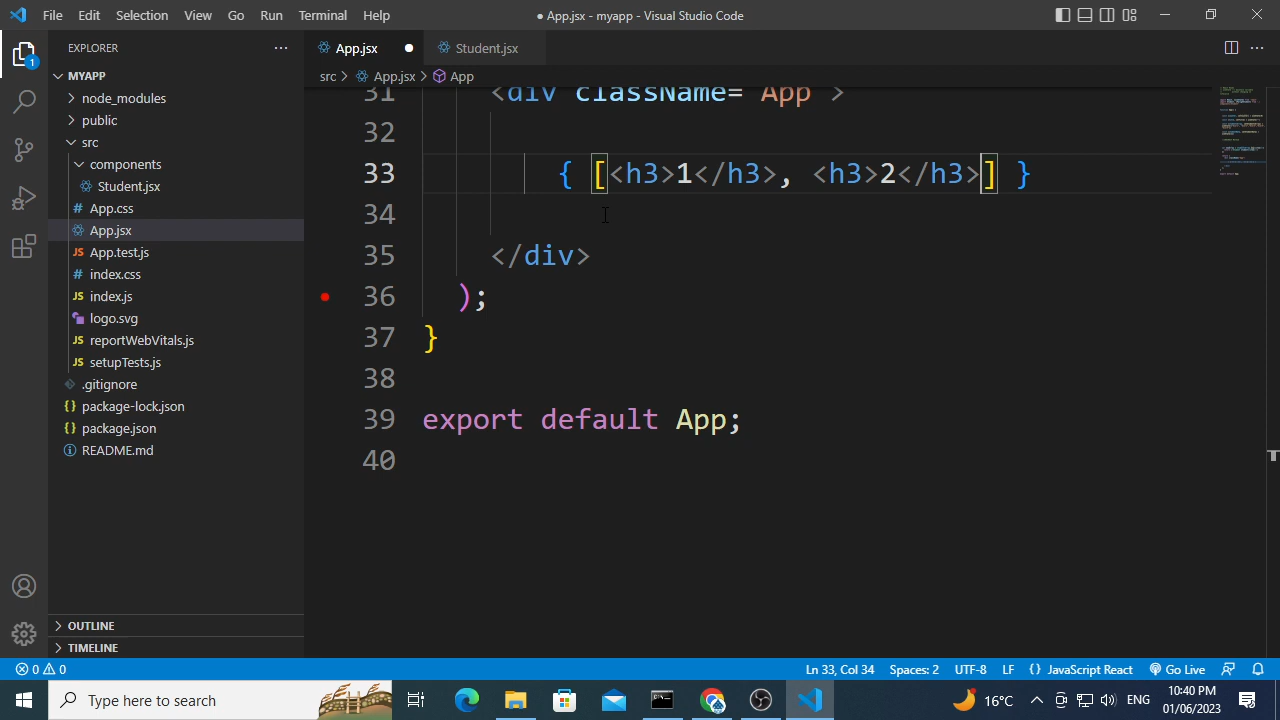 File Edit Selection View Go Run Terminal Help
● App.jsx - myapp - Visual Studio Code
EXPLORER
App.jsx
Student.jsx
MYAPP
src > App.jsx > App
node_modules
public
src
components
Student.jsx
App.css
App.jsx
App.test.js
index.css
index.js
logo.svg
reportWebVitals.js
setupTests.js
.gitignore
package-lock.json
package.json
README.md
OUTLINE
TIMELINE
31 <div className= App >
32
33 { [<h3>1</h3>, <h3>2</h3>] }
34
35 </div>
36 );
37 }
38
39 export default App;
40
1
0 0
Ln 33, Col 34 Spaces: 2 UTF-8 LF {} JavaScript React Go Live
Type here to search
16°C
ENG
10:40 PM
01/06/2023